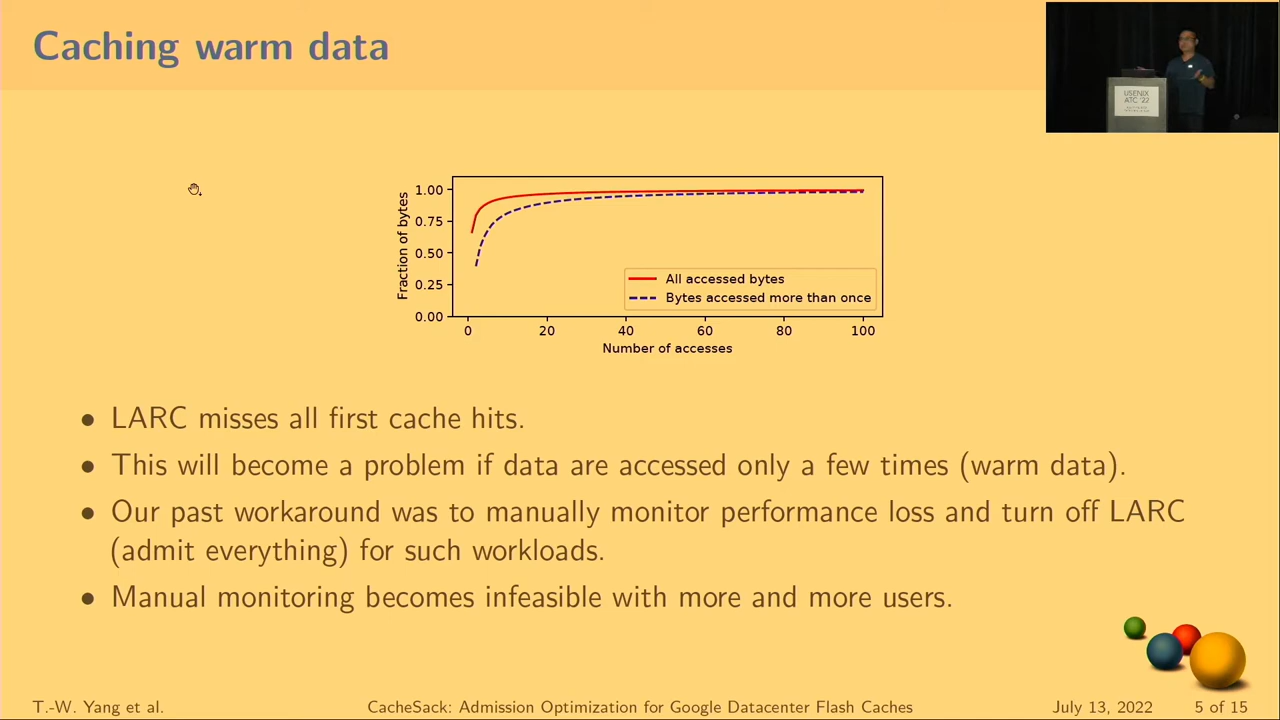 Caching warm data
USENIX
ATC '22
1.00
0.75
0.50
0.25
0.00
Fraction of bytes
All accessed bytes
Bytes accessed more than once
0 20 40 60 80 100
Number of accesses
• LARC misses all first cache hits.
• This will become a problem if data are accessed only a few times (warm data).
• Our past workaround was to manually monitor performance loss and turn off LARC
(admit everything) for such workloads.
• Manual monitoring becomes infeasible with more and more users.
T.-W. Yang et al. CacheSack: Admission Optimization for Google Datacenter Flash Caches July 13, 2022 5 of 15